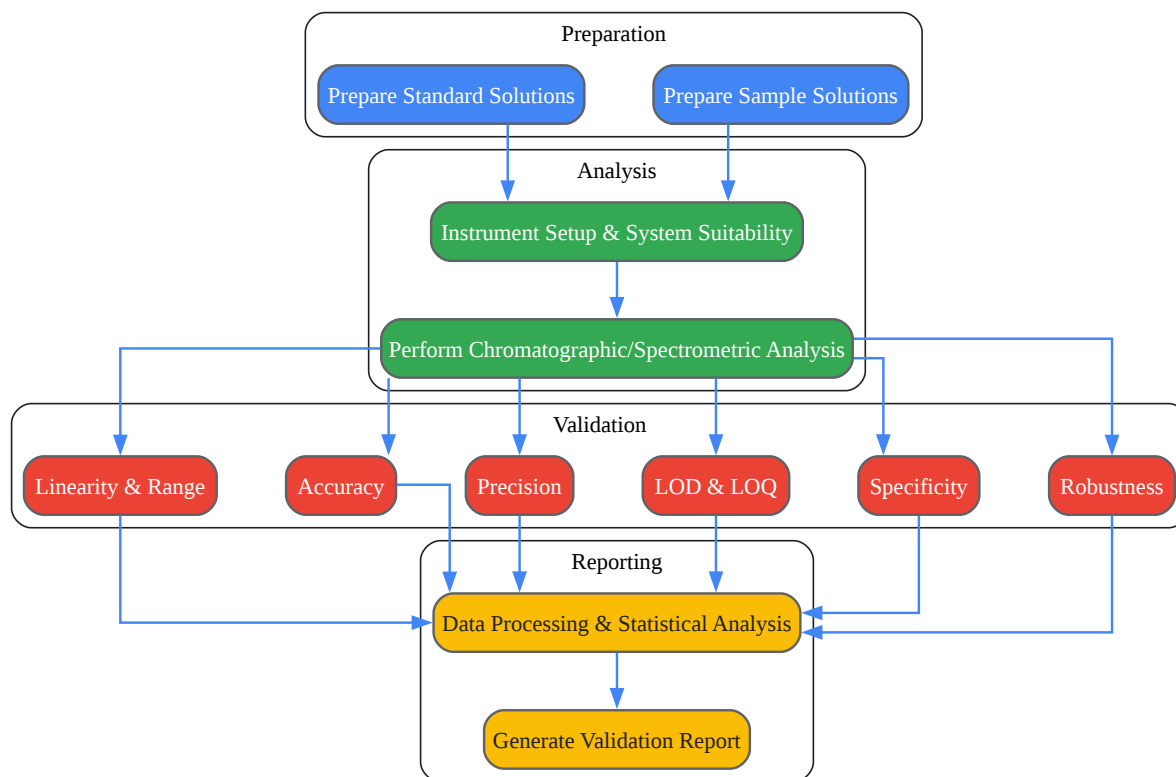 Preparation
Prepare Standard Solutions
Prepare Sample Solutions
Analysis
Instrument Setup & System Suitability
Perform Chromatographic/Spectrometric Analysis
Validation
Linearity & Range
Accuracy
Precision
LOD & LOQ
Specificity
Robustness
Reporting
Data Processing & Statistical Analysis
Generate Validation Report